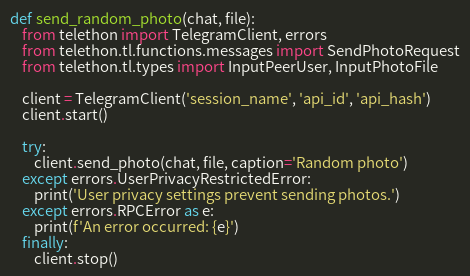 def send_random_photo(chat, file):
    from telethon import TelegramClient, errors
    from telethon.tl.functions.messages import SendPhotoRequest
    from telethon.tl.types import InputPeerUser, InputPhotoFile

    client = TelegramClient('session_name', 'api_id', 'api_hash')
    client.start()

    try:
        client.send_photo(chat, file, caption='Random photo')
    except errors.UserPrivacyRestrictedError:
        print('User privacy settings prevent sending photos.')
    except errors.RPCError as e:
        print(f'An error occurred: {e}')
    finally:
        client.stop()